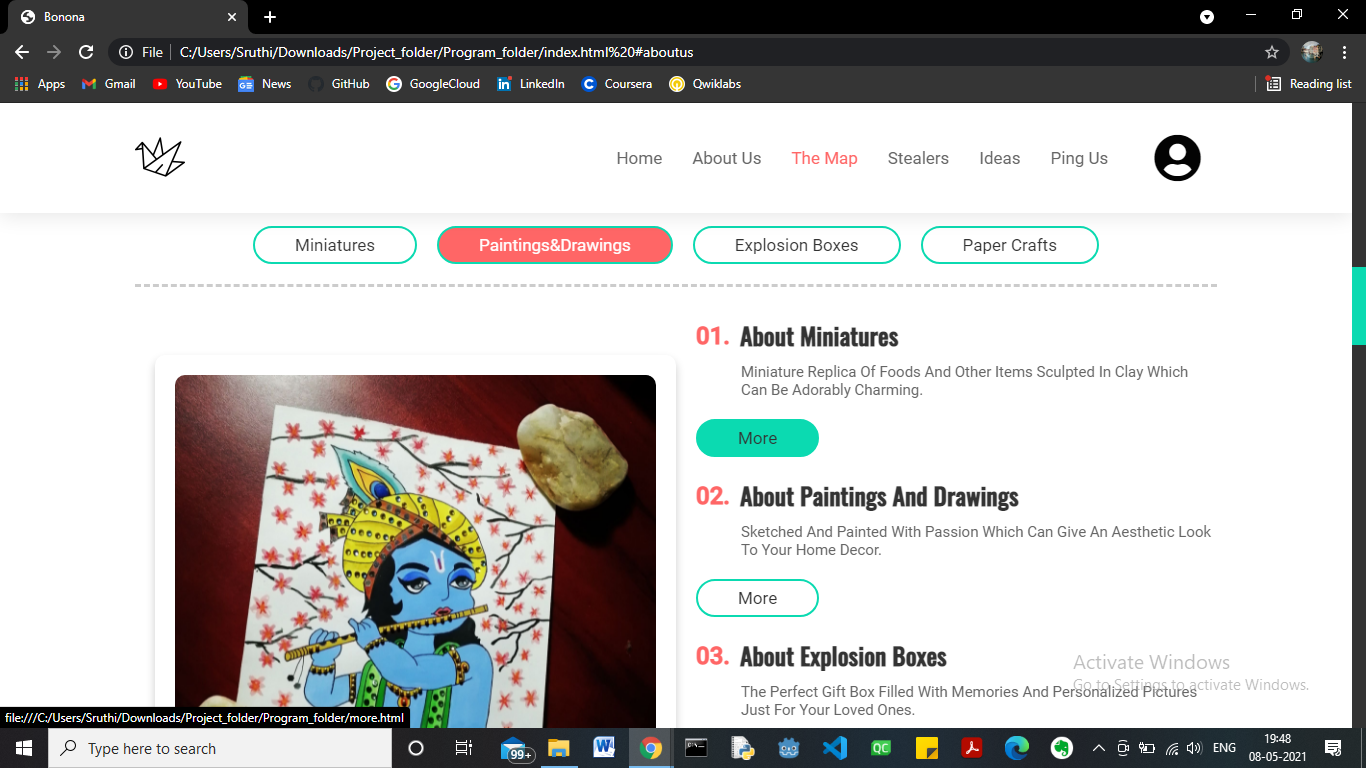 Bonona
File
C:/Users/Sruthi/Downloads/Project_folder/Program_folder/index.html%20#aboutus
Apps Gmail YouTube News GitHub GoogleCloud LinkedIn Coursera Qwiklabs Reading list
Home About Us The Map Stealers Ideas Ping Us
Miniatures Paintings&Drawings Explosion Boxes Paper Crafts
01. About Miniatures
Miniature Replica Of Foods And Other Items Sculpted In Clay Which
Can Be Adorably Charming.
More
02. About Paintings And Drawings
Sketched And Painted With Passion Which Can Give An Aesthetic Look
To Your Home Decor.
More
03. About Explosion Boxes
The Perfect Gift Box Filled With Memories And Personalized Pictures
Just For Your Loved Ones.
Activate Windows
Go to Settings to activate Windows.
file:///C:/Users/Sruthi/Downloads/Project_folder/Program_folder/more.html
Type here to search
99+
QC
ENG
19:48
08-05-2021